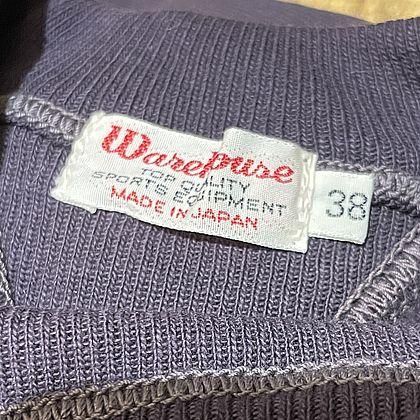 Warehouse
TOP QUALITY
SPORTS EQUIPMENT
MADE IN JAPAN
38